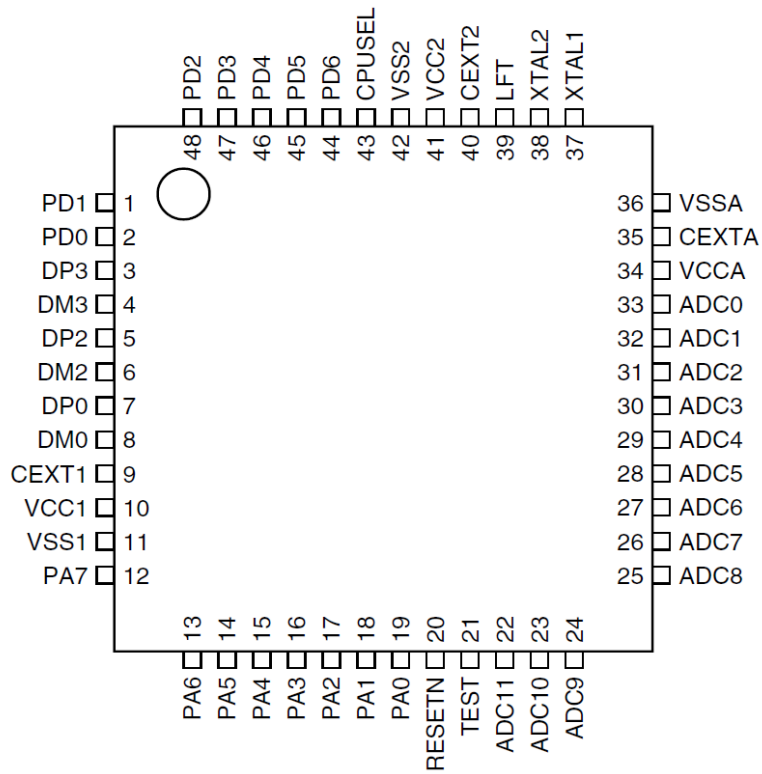 PD2 PD3 PD4 PD5 PD6 CPUSEL VSS2 VCC2 CEXT2 LFT XTAL2 XTAL1
48 47 46 45 44 43 42 41 40 39 38 37
PD1 1 36 VSSA
PD0 2 35 CEXTA
DP3 3 34 VCCA
DM3 4 33 ADC0
DP2 5 32 ADC1
DM2 6 31 ADC2
DP0 7 30 ADC3
DM0 8 29 ADC4
CEXT1 9 28 ADC5
VCC1 10 27 ADC6
VSS1 11 26 ADC7
PA7 12 25 ADC8
13 14 15 16 17 18 19 20 21 22 23 24
PA6 PA5 PA4 PA3 PA2 PA1 PA0 RESETN TEST ADC11 ADC10 ADC9